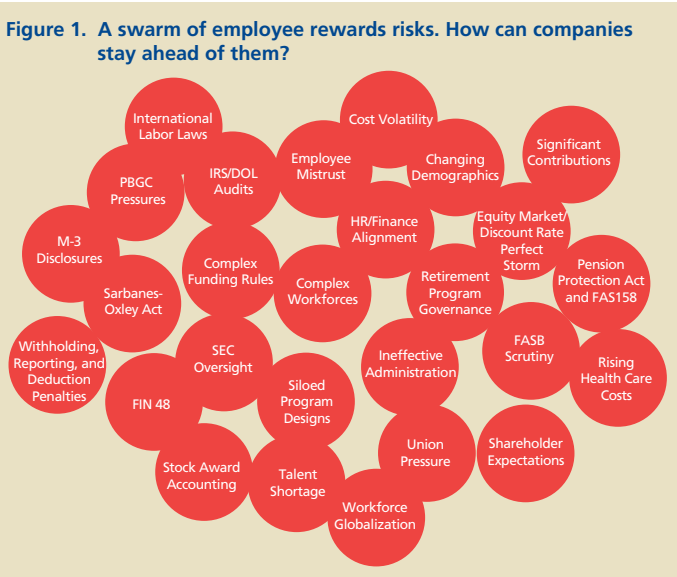 Figure 1. A swarm of employee rewards risks. How can companies
stay ahead of them?
International
Labor Laws
Cost Volatility
Significant
Contributions
PBGC
Pressures
IRS/DOL
Audits
Employee
Mistrust
Changing
Demographics
M-3
Disclosures
HR/Finance
Alignment
Equity Market/
Discount Rate
Perfect
Storm
Sarbanes-
Oxley Act
Complex
Funding Rules
Complex
Workforces
Retirement
Program
Governance
Pension
Protection Act
and FAS158
Withholding,
Reporting, and
Deduction
Penalties
SEC
Oversight
Ineffective
Administration
FASB
Scrutiny
Rising
Health Care
Costs
FIN 48
Siloed
Program
Designs
Union
Pressure
Shareholder
Expectations
Stock Award
Accounting
Talent
Shortage
Workforce
Globalization